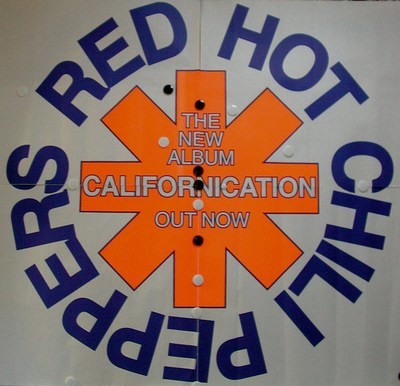 RED HOT CHILI PEPPERS
THE
NEW
ALBUM
CALIFORNICATION
OUT NOW